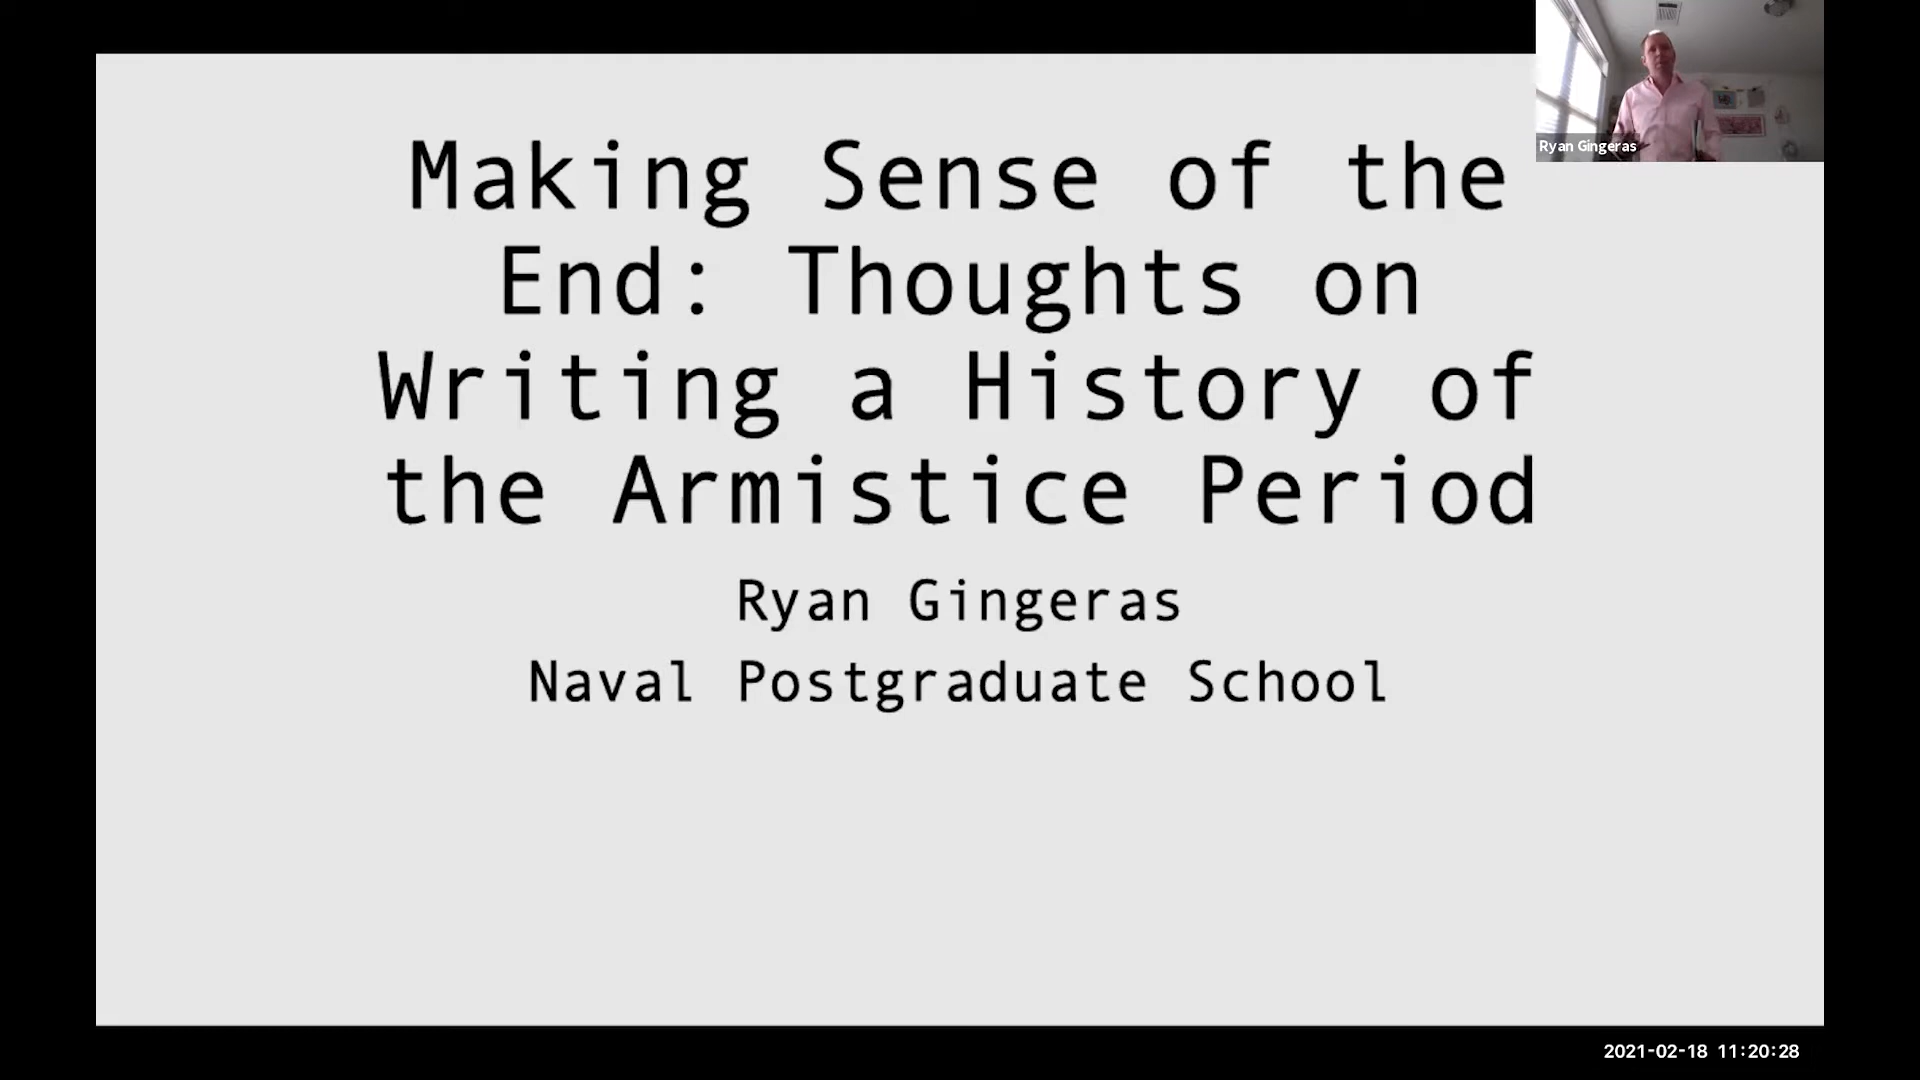 Making Sense of the
End: Thoughts on
Writing a History of
the Armistice Period
Ryan Gingeras
Naval Postgraduate School
Ryan Gingeras
2021-02-18 11:20:28